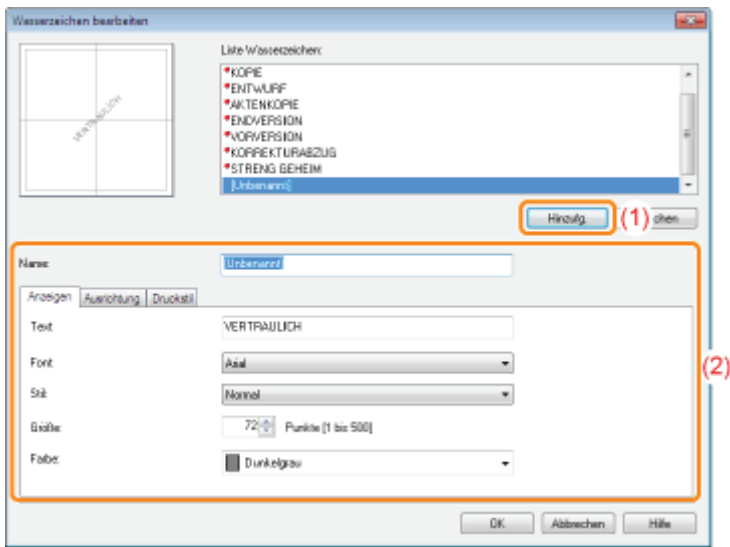 Wasserzeichen bearbeiten
Liste Wasserzeichen:
*KOPIE
*ENTWURF
*AKTENKOPIE
*ENDVERSION
*VORVERSION
*KORREKTURABZUG
*STRENG GEHEIM
[Unbenannt]
VERTRAULICH
Hinzufg. (1) chen
Name: [Unbenannt]
Anzeigen Ausrichtung Druckstil
Text: VERTRAULICH
Font: Arial
Stil: Normal
Größe: 72 Punkte [1 bis 500]
Farbe: Dunkelgrau
(2)
OK Abbrechen Hilfe